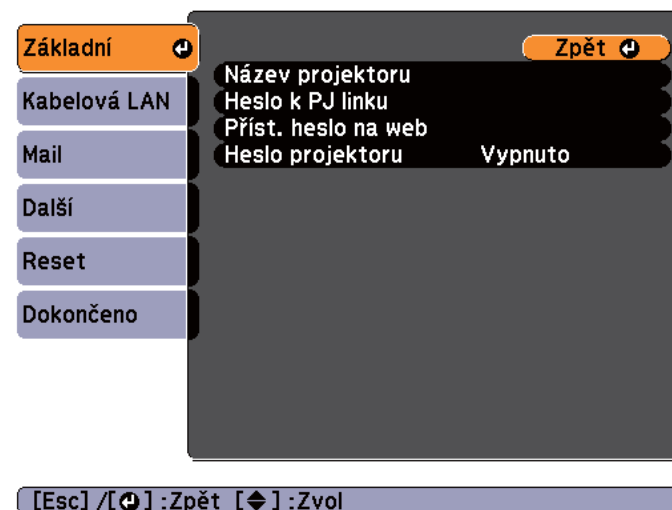 Základní
Kabelová LAN
Mail
Další
Reset
Dokončeno
Zpět
Název projektoru
Heslo k PJ linku
Příst. heslo na web
Heslo projektoru Vypnuto
[Esc] /[ ] :Zpět [ ] :Zvol